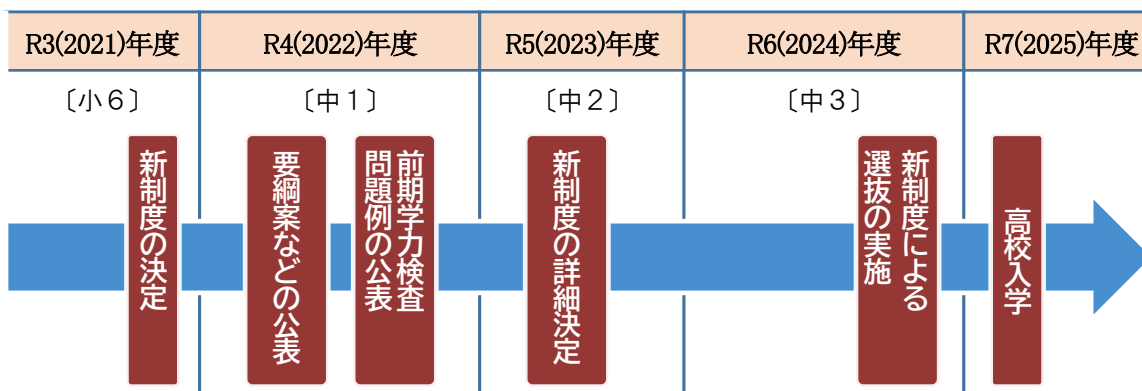 R3(2021)年度
R4(2022)年度
R5(2023)年度
R6(2024)年度
R7(2025)年度
〔小6〕
〔中1〕
〔中2〕
〔中3〕
新制度の決定
要綱案などの公表
前期学力検査
問題例の公表
新制度の詳細決定
新制度による
選抜の実施
高校入学